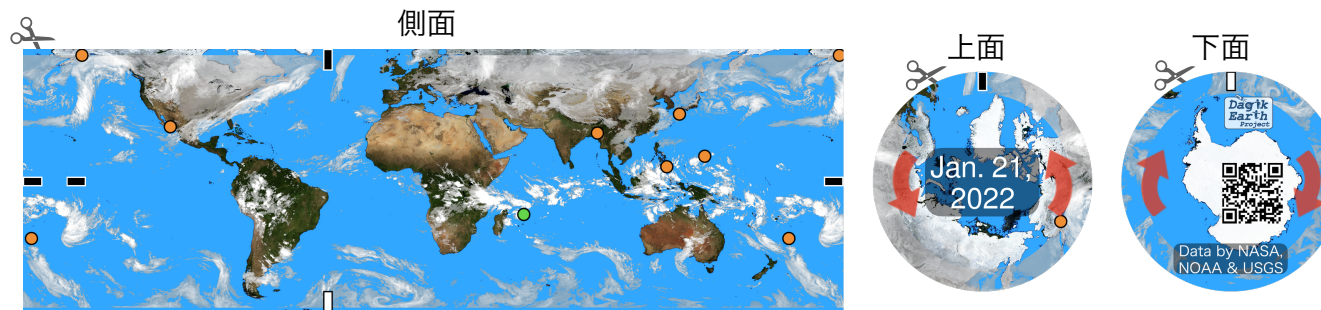 側面
上面
下面
Jan. 21,
2022
Dagik
Earth
Project
Data by NASA,
NOAA & USGS